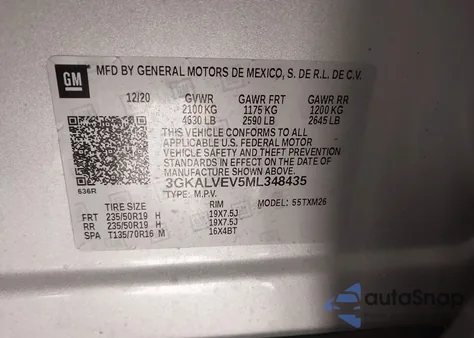 GM
MFD BY GENERAL MOTORS DE MEXICO, S. DE R.L. DE C.V.
12/20 GVWR GAWR FRT GAWR RR
2100 KG 1175 KG 1200 KG
4630 LB 2590 LB 2645 LB
THIS VEHICLE CONFORMS TO ALL
APPLICABLE U.S. FEDERAL MOTOR
VEHICLE SAFETY AND THEFT PREVENTION
STANDARDS IN EFFECT ON THE DATE OF
MANUFACTURE SHOWN ABOVE.
636R
3GKALVEV5ML348435
TYPE: M.P.V. MODEL: 55TXM26
TIRE SIZE RIM
FRT 235/50R19 H 19X7.5J
RR 235/50R19 H 19X7.5J
SPA T135/70R16 M 16X4BT
autoSnap